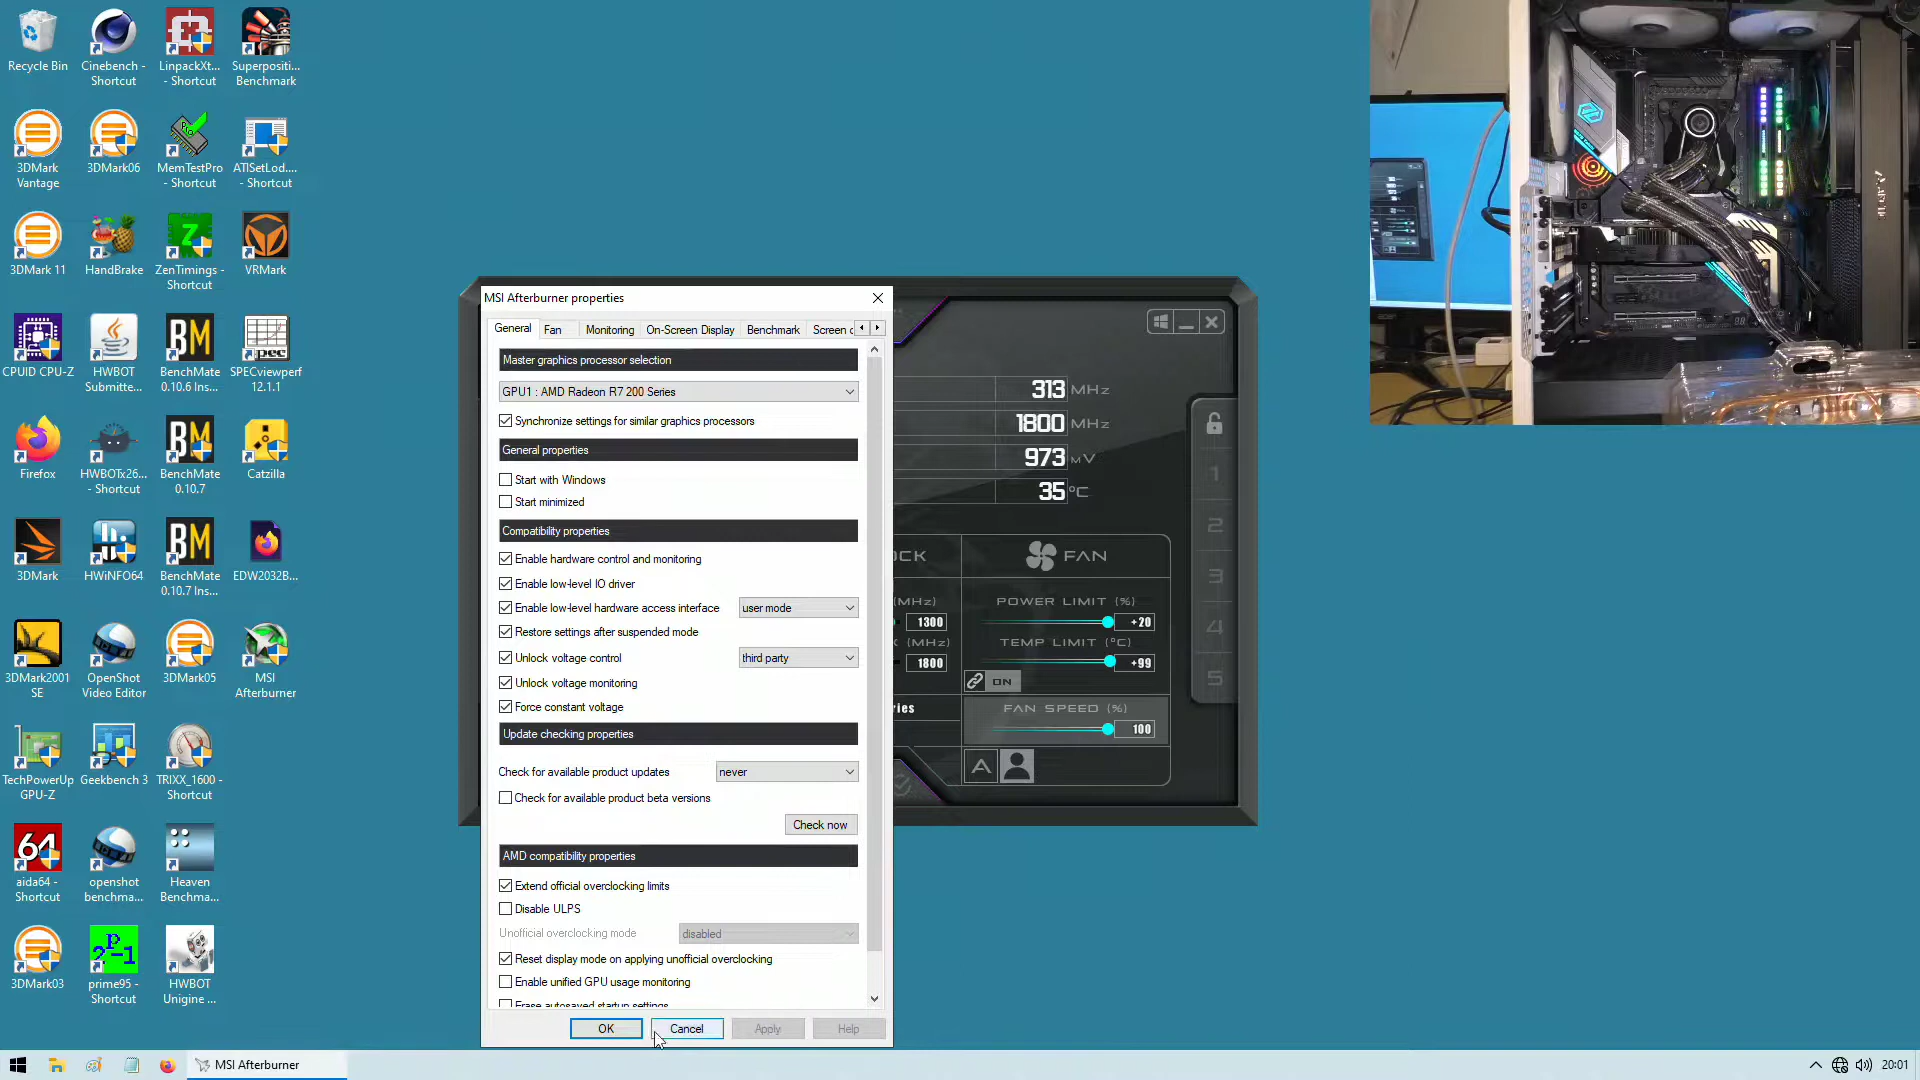 Recycle Bin
Cinebench - Shortcut
LinpackXt... - Shortcut
Superpositi... Benchmark
3DMark Vantage
3DMark06
MemTestPro - Shortcut
ATISetLod.... - Shortcut
3DMark 11
HandBrake
ZenTimings - Shortcut
VRMark
CPUID CPU-Z
HWBOT Submitte...
BenchMate 0.10.6 Ins...
SPECviewperf 12.1.1
Firefox
HWBOTx26... - Shortcut
BenchMate 0.10.7
Catzilla
3DMark
HWiNFO64
BenchMate 0.10.7 Ins...
EDW2032B...
3DMark2001 SE
OpenShot Video Editor
3DMark05
MSI Afterburner
TechPowerUp GPU-Z
Geekbench 3
TRIXX_1600 - Shortcut
aida64 - Shortcut
openshot benchma...
Heaven Benchma...
3DMark03
prime95 - Shortcut
HWBOT Unigine ...
MSI Afterburner properties
General
Fan
Monitoring
On-Screen Display
Benchmark
Screen c
Master graphics processor selection
GPU1 : AMD Radeon R7 200 Series
Synchronize settings for similar graphics processors
General properties
Start with Windows
Start minimized
Compatibility properties
Enable hardware control and monitoring
Enable low-level IO driver
Enable low-level hardware access interface
user mode
Restore settings after suspended mode
Unlock voltage control
third party
Unlock voltage monitoring
Force constant voltage
Update checking properties
Check for available product updates
never
Check for available product beta versions
Check now
AMD compatibility properties
Extend official overclocking limits
Disable ULPS
Unofficial overclocking mode
disabled
Reset display mode on applying unofficial overclocking
Enable unified GPU usage monitoring
Erase autosaved startup settings
OK
Cancel
Apply
Help
313 MHz
1800 MHz
973 MV
35 °C
OCK
FAN
(MHz)
1300
(MHz)
1800
POWER LIMIT (%)
+20
TEMP LIMIT (°C)
+99
ON
ries
FAN SPEED (%)
100
A
1
2
3
4
5
MSI Afterburner
20:01